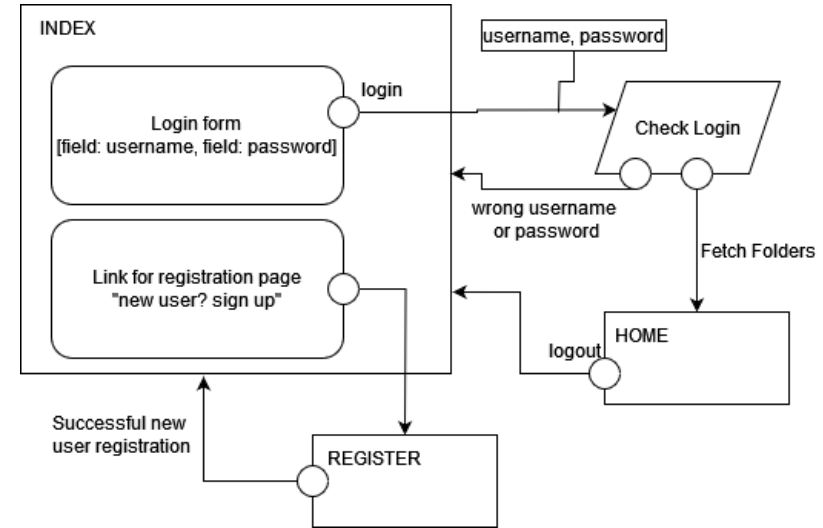 INDEX
username, password
login
Login form
[field: username, field: password]
Check Login
wrong username
or password
Fetch Folders
Link for registration page
"new user? sign up"
HOME
logout
Successful new
user registration
REGISTER